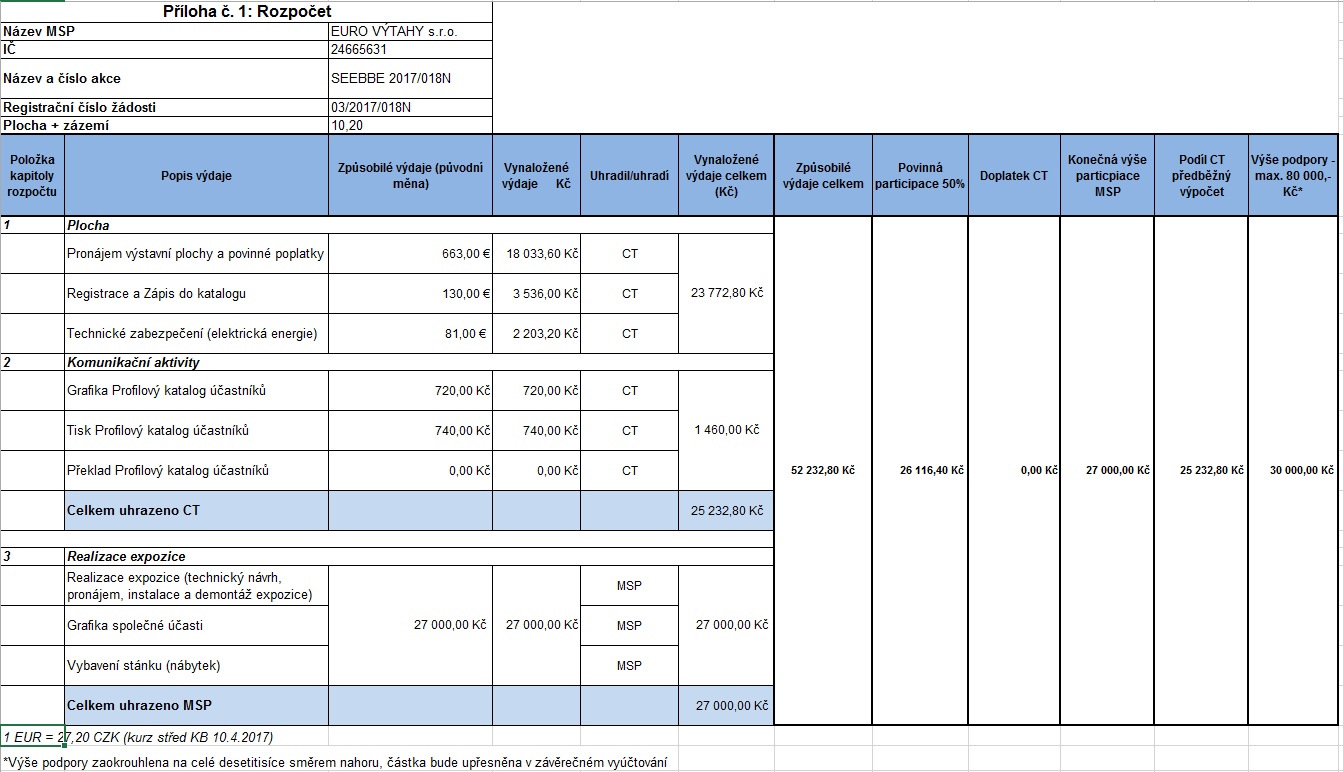 Příloha č. 1: Rozpočet
Název MSP EURO VÝTAHY s.r.o.
IČ 24665631
Název a číslo akce SEEBBE 2017/018N
Registrační číslo žádosti 03/2017/018N
Plocha + zázemí 10,20
Položka kapitoly rozpočtu Popis výdaje Způsobilé výdaje (původní měna) Vynaložené výdaje Kč Uhradil/uhradí Vynaložené výdaje celkem (Kč) Způsobilé výdaje celkem Povinná participace 50% Doplatek CT Konečná výše particpiace MSP Podíl CT předběžný výpočet Výše podpory - max. 80 000,- Kč*
1 Plocha
Pronájem výstavní plochy a povinné poplatky 663,00 € 18 033,60 Kč CT
Registrace a Zápis do katalogu 130,00 € 3 536,00 Kč CT 23 772,80 Kč
Technické zabezpečení (elektrická energie) 81,00 € 2 203,20 Kč CT
2 Komunikační aktivity
Grafika Profilový katalog účastníků 720,00 Kč 720,00 Kč CT
Tisk Profilový katalog účastníků 740,00 Kč 740,00 Kč CT 1 460,00 Kč
Překlad Profilový katalog účastníků 0,00 Kč 0,00 Kč CT 52 232,80 Kč 26 116,40 Kč 0,00 Kč 27 000,00 Kč 25 232,80 Kč 30 000,00 Kč
Celkem uhrazeno CT 25 232,80 Kč
3 Realizace expozice
Realizace expozice (technický návrh, pronájem, instalace a demontáž expozice) MSP
Grafika společné účasti 27 000,00 Kč 27 000,00 Kč MSP 27 000,00 Kč
Vybavení stánku (nábytek) MSP
Celkem uhrazeno MSP 27 000,00 Kč
1 EUR = 27,20 CZK (kurz střed KB 10.4.2017)
*Výše podpory zaokrouhlena na celé desetitisíce směrem nahoru, částka bude upřesněna v závěrečném vyúčtování